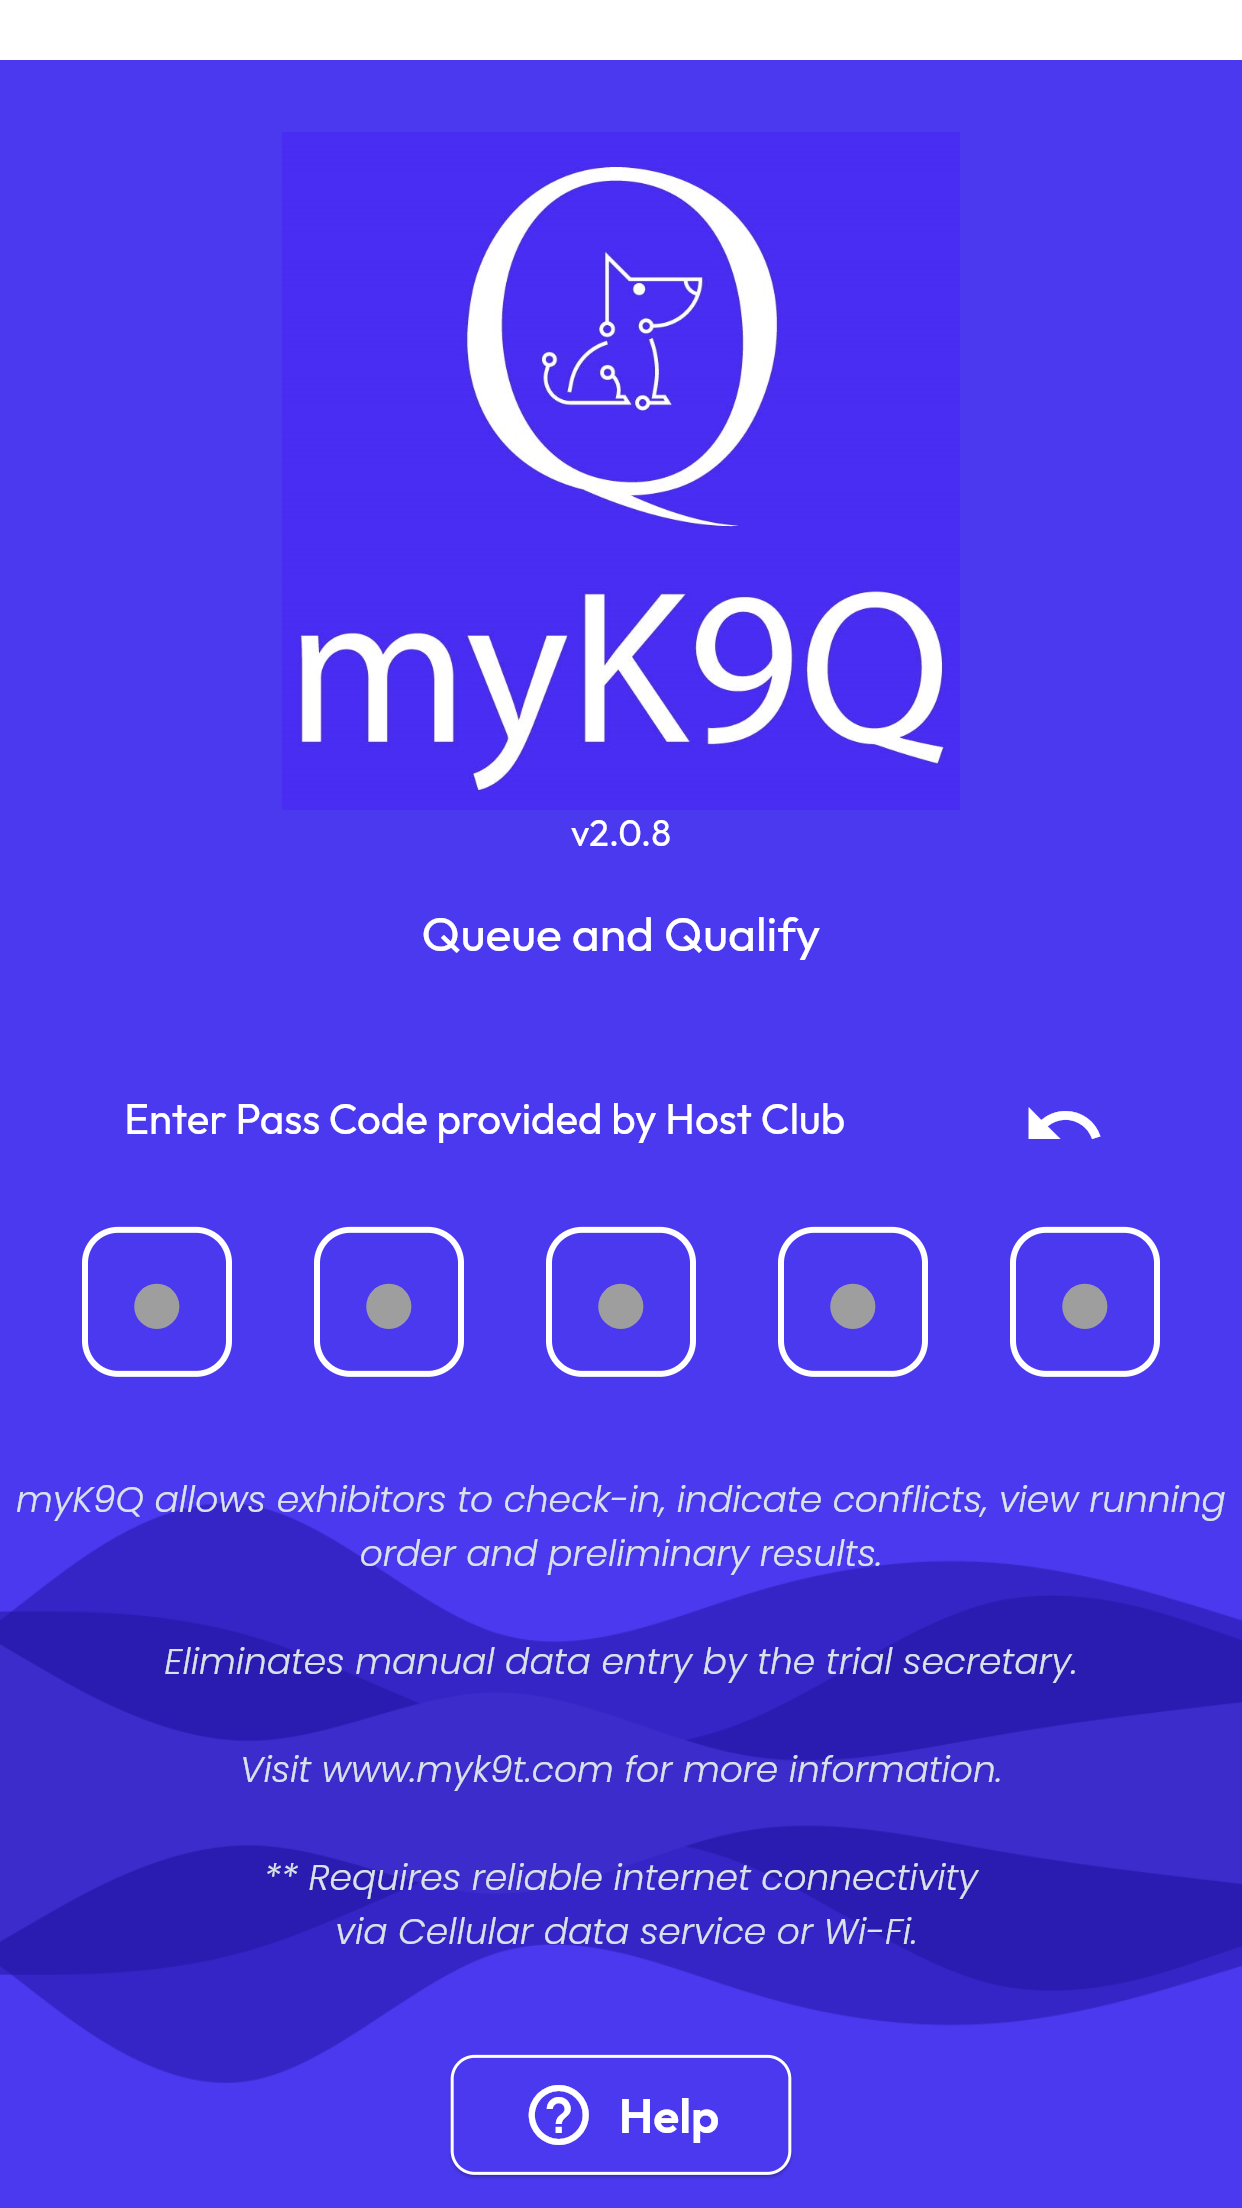 Q
myK9Q
v2.0.8
Queue and Qualify
Enter Pass Code provided by Host Club
myK9Q allows exhibitors to check-in, indicate conflicts, view running
order and preliminary results.
Eliminates manual data entry by the trial secretary.
Visit www.myk9t.com for more information.
** Requires reliable internet connectivity
via Cellular data service or Wi-Fi.
? Help